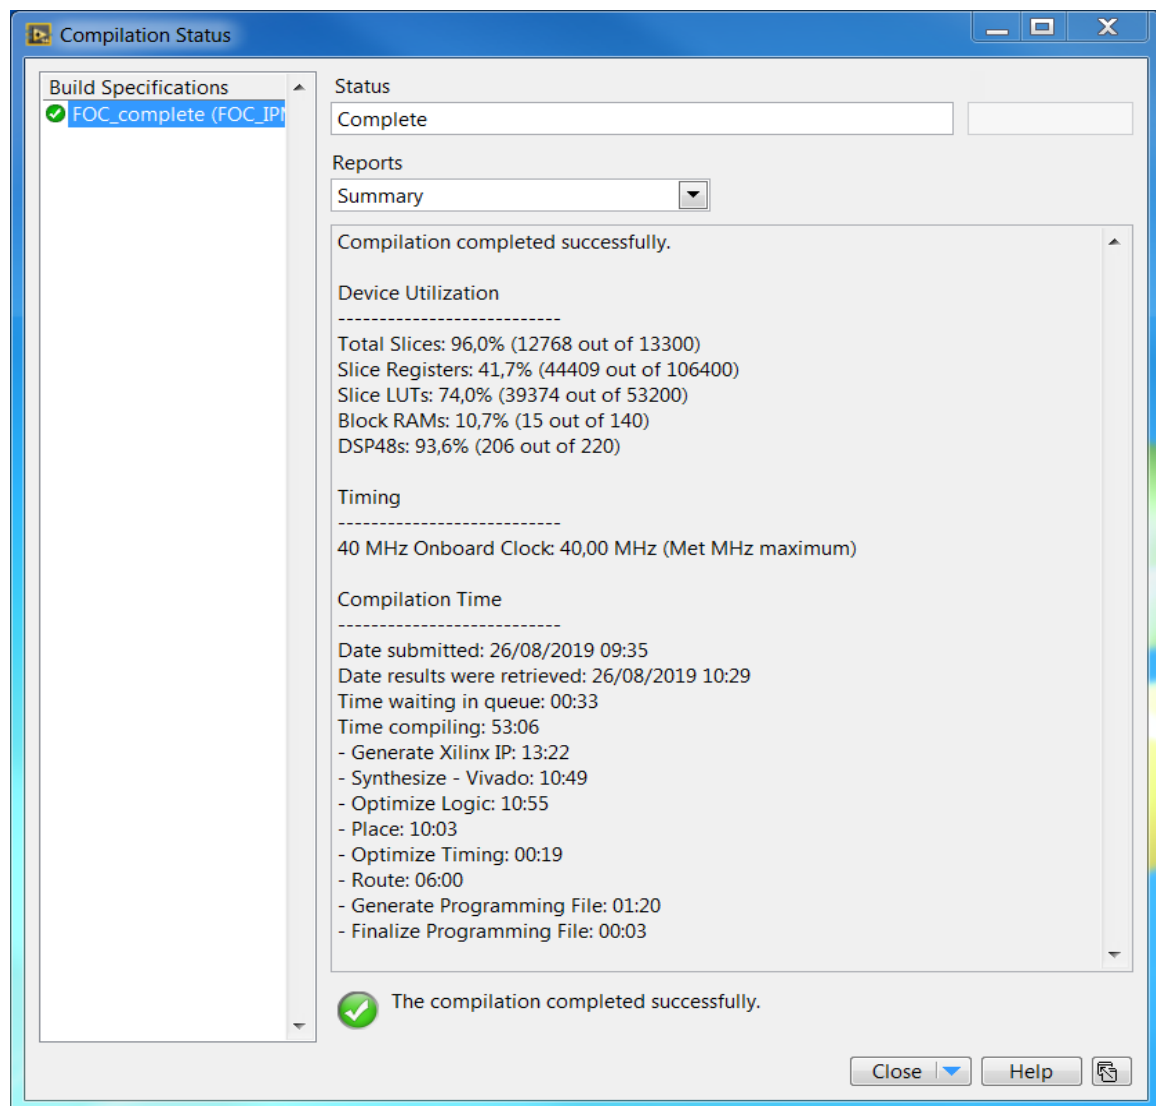 Compilation Status
Build Specifications
FOC_complete (FOC_IPM
Status
Complete
Reports
Summary
Compilation completed successfully.
Device Utilization
---------------------------
Total Slices: 96,0% (12768 out of 13300)
Slice Registers: 41,7% (44409 out of 106400)
Slice LUTs: 74,0% (39374 out of 53200)
Block RAMs: 10,7% (15 out of 140)
DSP48s: 93,6% (206 out of 220)
Timing
---------------------------
40 MHz Onboard Clock: 40,00 MHz (Met MHz maximum)
Compilation Time
---------------------------
Date submitted: 26/08/2019 09:35
Date results were retrieved: 26/08/2019 10:29
Time waiting in queue: 00:33
Time compiling: 53:06
- Generate Xilinx IP: 13:22
- Synthesize - Vivado: 10:49
- Optimize Logic: 10:55
- Place: 10:03
- Optimize Timing: 00:19
- Route: 06:00
- Generate Programming File: 01:20
- Finalize Programming File: 00:03
The compilation completed successfully.
Close
Help